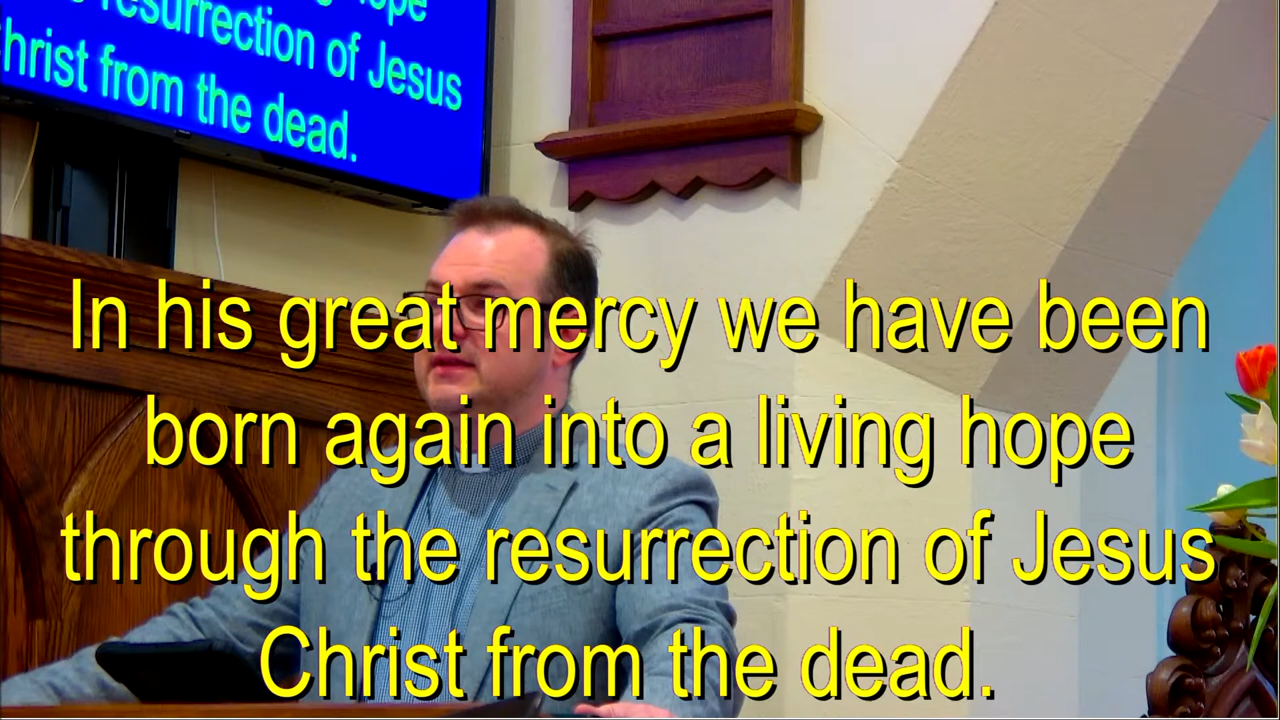 hope
resurrection of Jesus
Christ from the dead.
In his great mercy we have been
born again into a living hope
through the resurrection of Jesus
Christ from the dead.